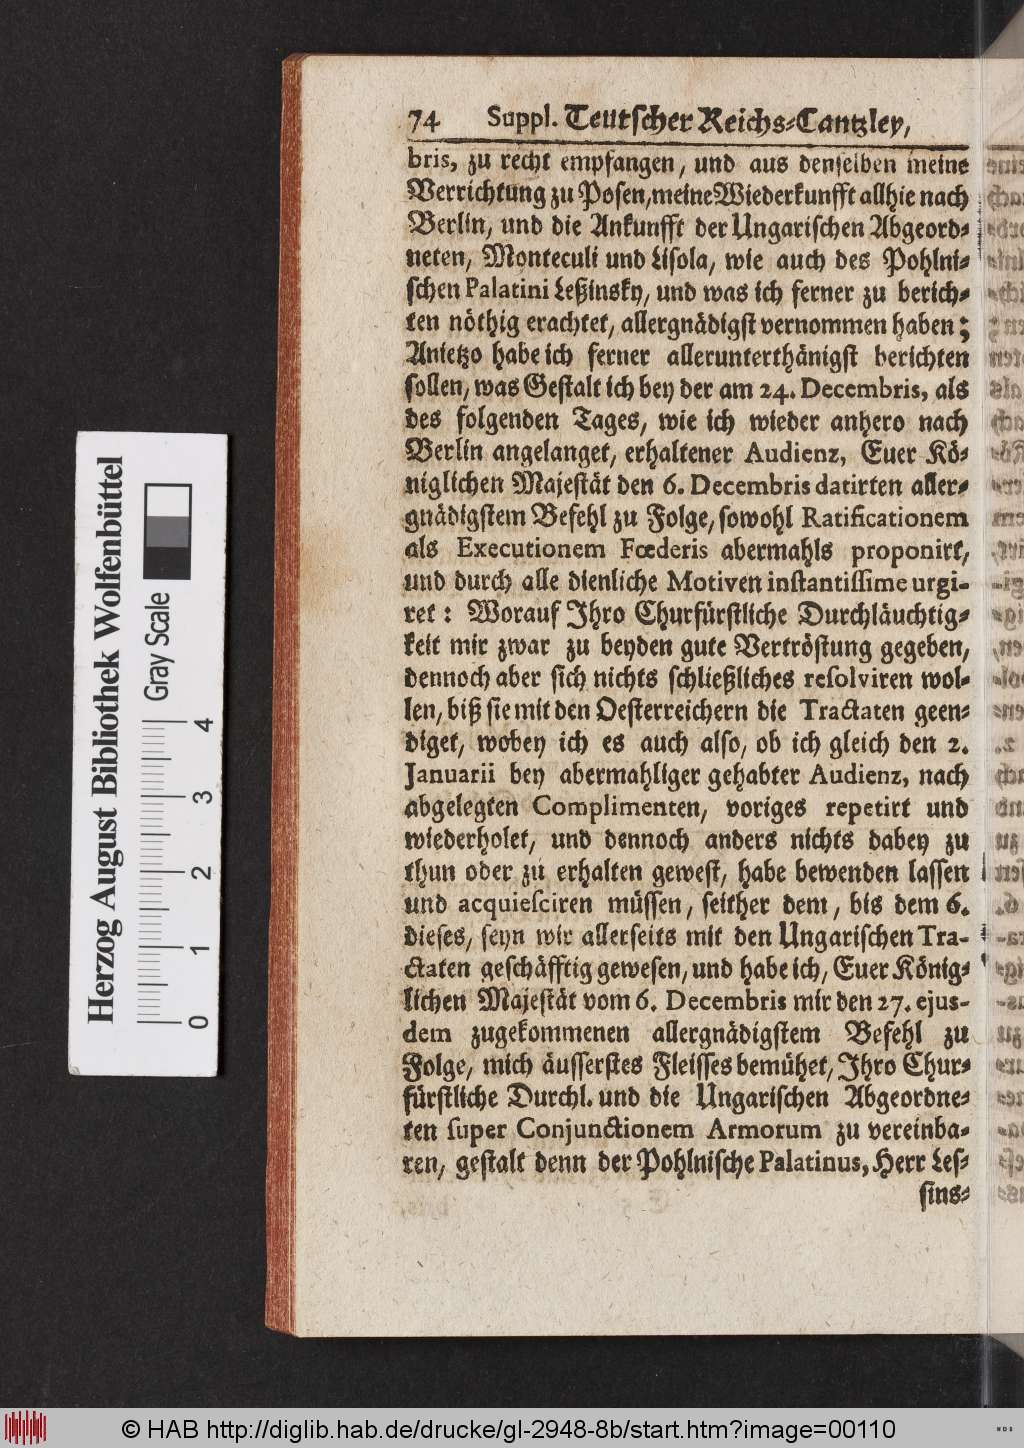 74 Suppl. Teutſcher Reichs-Cantzley,
bris, zu recht empfangen, und aus denſelben meine
Verrichtung zu Poſen, meine Wiederkunfft allhie nach
Berlin, und die Ankunfft der Ungariſchen Abgeord-
neten, Monteculi und Liſola, wie auch des Pohlni-
ſchen Palatini Leßinsky, und was ich ferner zu berich-
ten nöthig erachtet, allergnädigſt vernommen haben;
Anietzo habe ich ferner allerunterthänigſt berichten
ſollen, was Geſtalt ich bey der am 24. Decembris, als
des folgenden Tages, wie ich wieder anhero nach
Berlin angelanget, erhaltener Audienz, Euer Kö-
niglichen Majeſtät den 6. Decembris datirten aller-
gnädigſtem Befehl zu Folge, ſowohl Ratificationem
als Executionem Fœderis abermahls proponirt,
und durch alle dienliche Motiven inſtantiſſime urgi-
ret: Worauf Ihro Churfürſtliche Durchläuchtig-
keit mir zwar zu beyden gute Vertröſtung gegeben,
dennoch aber ſich nichts ſchließliches reſolviren wol-
len, biß ſie mit den Oeſterreichern die Tractaten geen-
diget, wobey ich es auch alſo, ob ich gleich den 2.
Januarii bey abermahliger gehabter Audienz, nach
abgelegten Complimenten, voriges repetirt und
wiederholet, und dennoch anders nichts dabey zu
thun oder zu erhalten geweſt, habe bewenden laſſen
und acquieſciren müſſen, ſeither dem, bis dem 6.
dieſes, ſeyn wir allerſeits mit den Ungariſchen Tra-
ctaten geſchäfftig geweſen, und habe ich, Euer König-
lichen Majeſtät vom 6. Decembris mir den 27. ejus-
dem zugekommenen allergnädigſtem Befehl zu
Folge, mich äuſſerſtes Fleiſſes bemühet, Ihro Chur-
fürſtliche Durchl. und die Ungariſchen Abgeordne-
ten ſuper Conjunctionem Armorum zu vereinba-
ren, geſtalt denn der Pohlniſche Palatinus, Herr Leſ-
ſins-
Herzog August Bibliothek Wolfenbüttel
Gray Scale
0 1 2 3 4
© HAB http://diglib.hab.de/drucke/gl-2948-8b/start.htm?image=00110